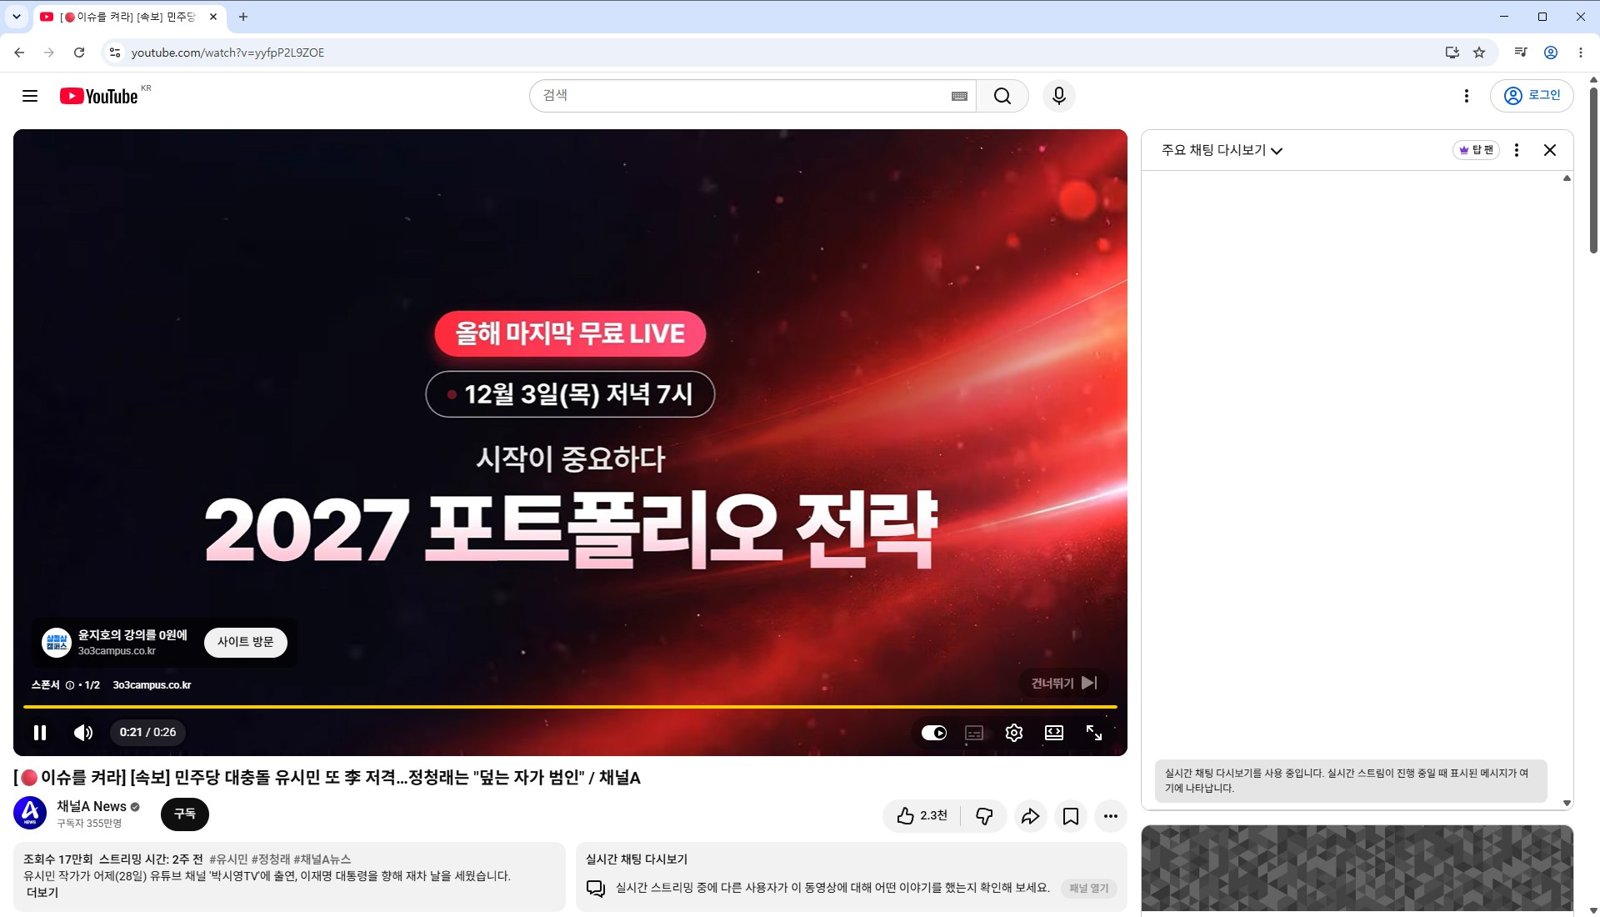 [🔴이슈를 켜라] [속보] 민주당
youtube.com/watch?v=yyfpP2L9ZOE
YouTube KR
검색
로그인
올해 마지막 무료 LIVE
12월 3일(목) 저녁 7시
시작이 중요하다
2027 포트폴리오 전략
삼점삼
캠퍼스
윤지호의 강의를 0원에
3o3campus.co.kr
사이트 방문
스폰서 · 1/2 3o3campus.co.kr
건너뛰기
0:21 / 0:26
주요 채팅 다시보기
탑 팬
실시간 채팅 다시보기를 사용 중입니다. 실시간 스트림이 진행 중일 때 표시된 메시지가 여
기에 나타납니다.
[🔴이슈를 켜라] [속보] 민주당 대충돌 유시민 또 李 저격…정청래는 "덮는 자가 범인" / 채널A
NEWS
채널A News
구독자 355만명
구독
2.3천
조회수 17만회 스트리밍 시간: 2주 전 #유시민 #정청래 #채널A뉴스
유시민 작가가 어제(28일) 유튜브 채널 '박시영TV'에 출연, 이재명 대통령을 향해 재차 날을 세웠습니다.
더보기
실시간 채팅 다시보기
실시간 스트리밍 중에 다른 사용자가 이 동영상에 대해 어떤 이야기를 했는지 확인해 보세요.
패널 열기